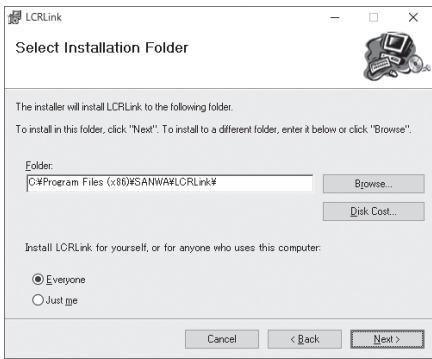 LCRLink
Select Installation Folder
The installer will install LCRLink to the following folder.
To install in this folder, click "Next". To install to a different folder, enter it below or click "Browse".
Folder:
C:¥Program Files (x86)¥SANWA¥LCRLink¥
Browse...
Disk Cost...
Install LCRLink for yourself, or for anyone who uses this computer:
Everyone
Just me
Cancel
< Back
Next >